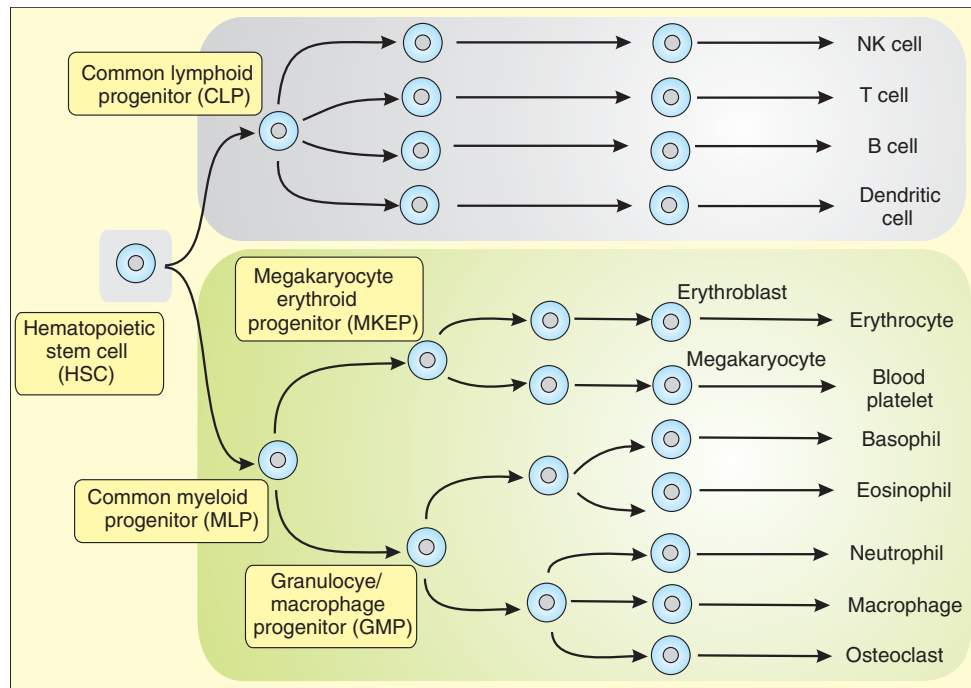 Common lymphoid
progenitor (CLP)
NK cell
T cell
B cell
Dendritic
cell
Hematopoietic
stem cell
(HSC)
Megakaryocyte
erythroid
progenitor (MKEP)
Erythroblast
Erythrocyte
Megakaryocyte
Blood
platelet
Common myeloid
progenitor (MLP)
Basophil
Eosinophil
Granulocye/
macrophage
progenitor (GMP)
Neutrophil
Macrophage
Osteoclast